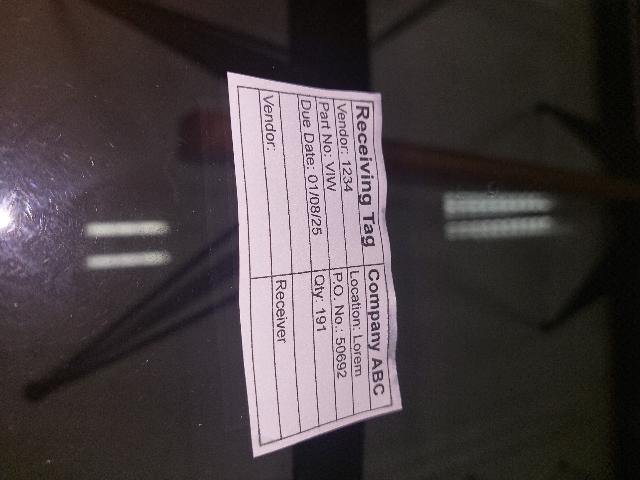 Receiving Tag Company ABC
Vendor: 1234 Location: Lorem
Part No: VIW P.O. No.: 50692
Due Date: 01/08/25 Qty: 191
Vendor: Receiver